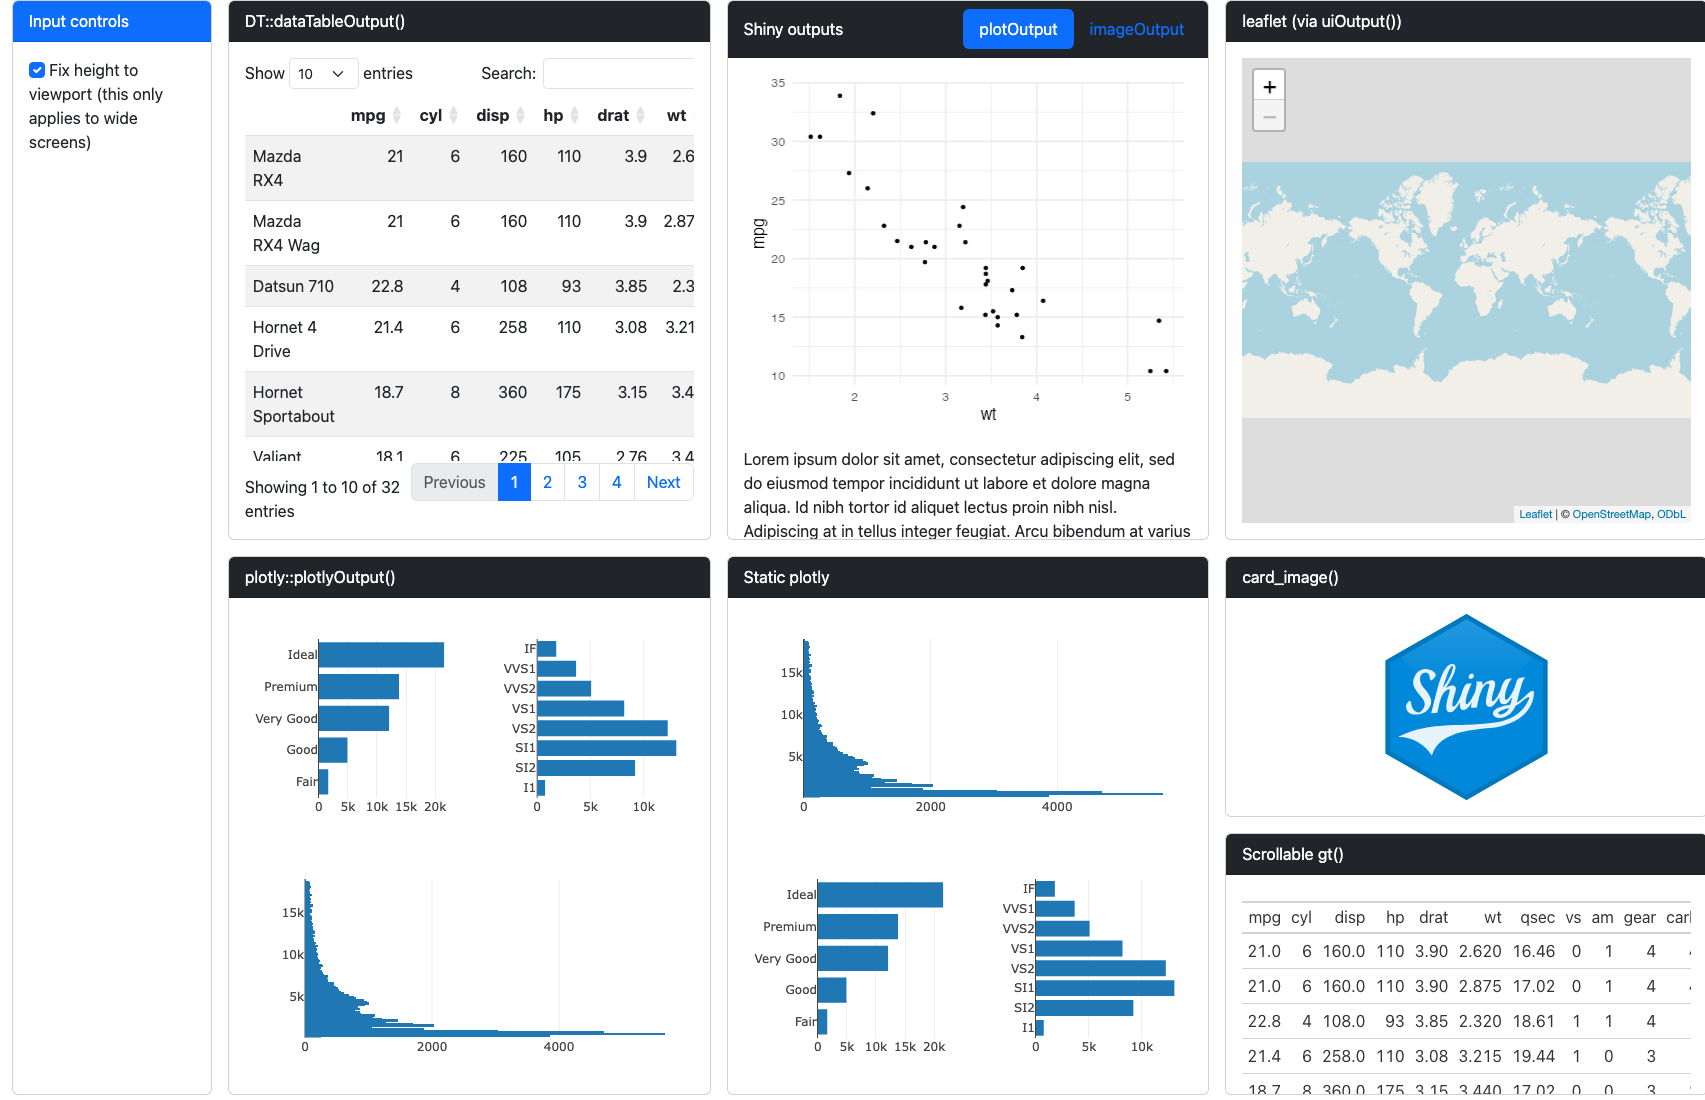 Input controls
Fix height to
viewport (this only
applies to wide
screens)
DT::dataTableOutput()
Show 10 entries Search:
mpg cyl disp hp drat wt
Mazda 21 6 160 110 3.9 2.6
RX4
Mazda 21 6 160 110 3.9 2.87
RX4 Wag
Datsun 710 22.8 4 108 93 3.85 2.3
Hornet 4 21.4 6 258 110 3.08 3.21
Drive
Hornet 18.7 8 360 175 3.15 3.4
Sportabout
Valiant 18.1 6 225 105 2.76 3.4
Showing 1 to 10 of 32
entries
Previous 1 2 3 4 Next
Shiny outputs plotOutput imageOutput
35
30
25
20
15
10
mpg
2 3 4 5
wt
Lorem ipsum dolor sit amet, consectetur adipiscing elit, sed
do eiusmod tempor incididunt ut labore et dolore magna
aliqua. Id nibh tortor id aliquet lectus proin nibh nisl.
Adipiscing at in tellus integer feugiat. Arcu bibendum at varius
leaflet (via uiOutput())
+
−
Leaflet | © OpenStreetMap, ODbL
plotly::plotlyOutput()
Ideal
Premium
Very Good
Good
Fair
0 5k 10k 15k 20k
IF
VVS1
VVS2
VS1
VS2
SI1
SI2
I1
0 5k 10k
15k
10k
5k
0 2000 4000
Static plotly
15k
10k
5k
0 2000 4000
Ideal
Premium
Very Good
Good
Fair
0 5k 10k 15k 20k
IF
VVS1
VVS2
VS1
VS2
SI1
SI2
I1
0 5k 10k
card_image()
Shiny
Scrollable gt()
mpg cyl disp hp drat wt qsec vs am gear
21.0 6 160.0 110 3.90 2.620 16.46 0 1 4
21.0 6 160.0 110 3.90 2.875 17.02 0 1 4
22.8 4 108.0 93 3.85 2.320 18.61 1 1 4
21.4 6 258.0 110 3.08 3.215 19.44 1 0 3
18.7 8 360.0 175 3.15 3.440 17.02 0 0 3